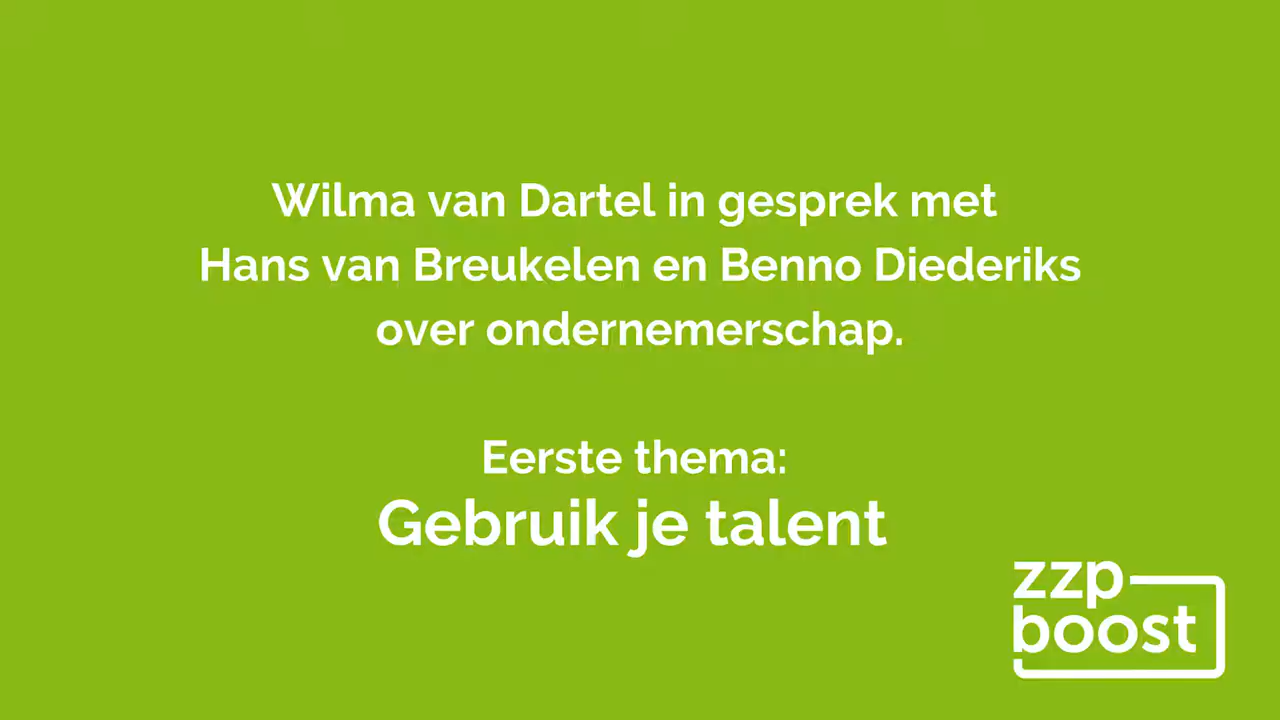 Wilma van Dartel in gesprek met
Hans van Breukelen en Benno Diederiks
over ondernemerschap.
Eerste thema:
Gebruik je talent
zzp
boost